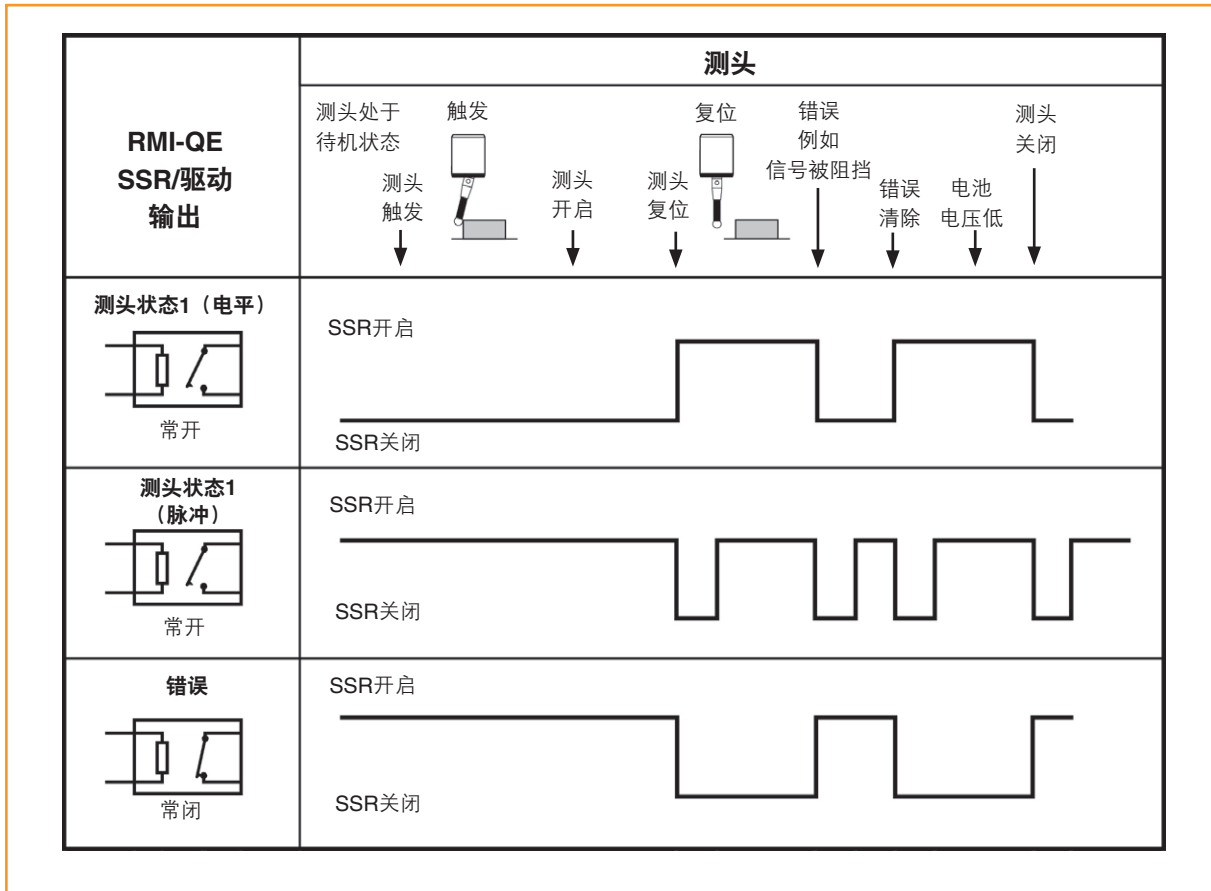 测头
RMI-QE
SSR/驱动
输出
测头处于
待机状态
测头
触发
触发
测头
开启
测头
复位
复位
错误
例如
信号被阻挡
错误
清除
电池
电压低
测头
关闭
测头状态1（电平）
常开
SSR开启
SSR关闭
测头状态1
（脉冲）
常开
SSR开启
SSR关闭
错误
常闭
SSR开启
SSR关闭